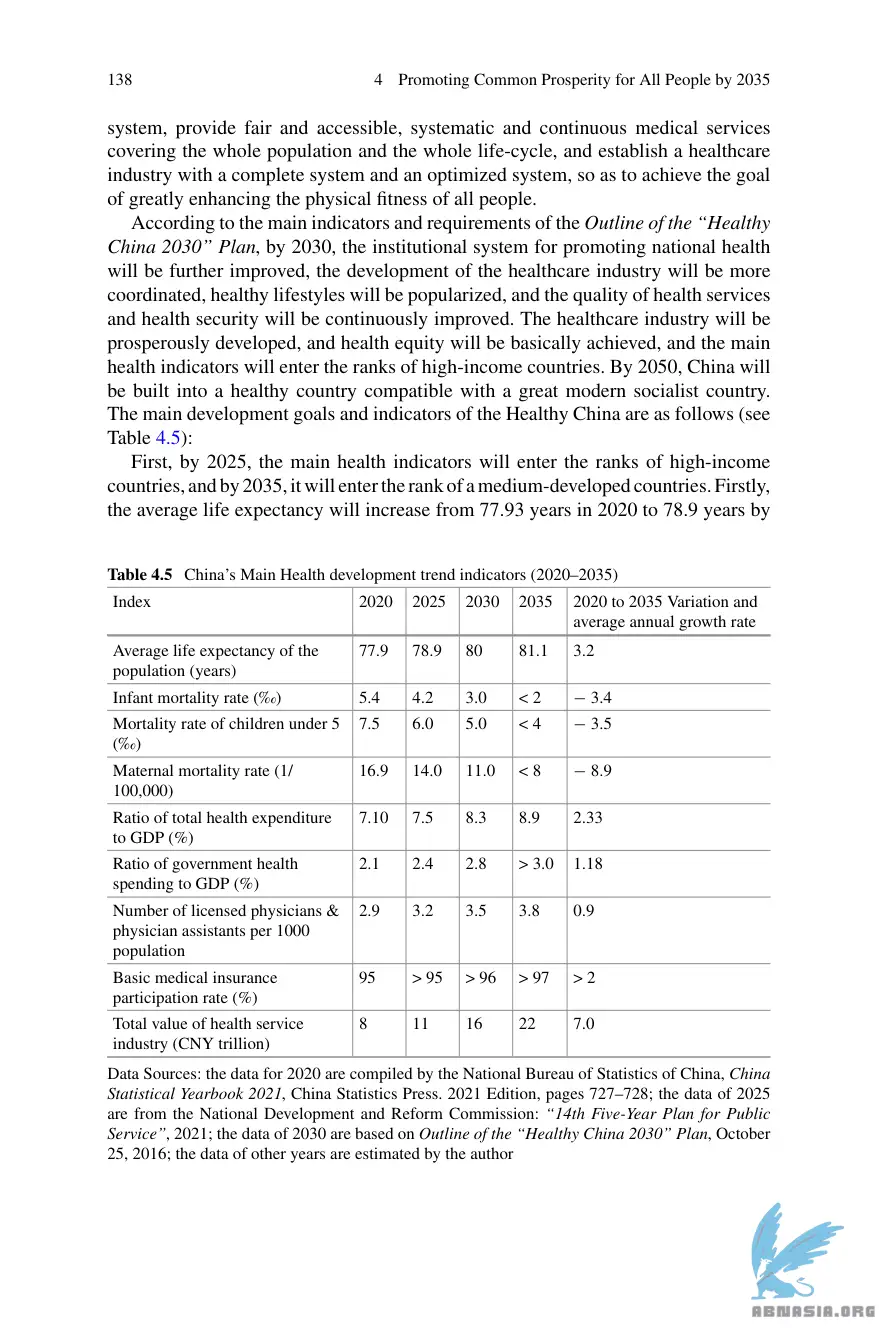 138 4 Promoting Common Prosperity for All People by 2035
system, provide fair and accessible, systematic and continuous medical services
covering the whole population and the whole life-cycle, and establish a healthcare
industry with a complete system and an optimized system, so as to achieve the goal
of greatly enhancing the physical fitness of all people.
According to the main indicators and requirements of the Outline of the “Healthy
China 2030” Plan, by 2030, the institutional system for promoting national health
will be further improved, the development of the healthcare industry will be more
coordinated, healthy lifestyles will be popularized, and the quality of health services
and health security will be continuously improved. The healthcare industry will be
prosperously developed, and health equity will be basically achieved, and the main
health indicators will enter the ranks of high-income countries. By 2050, China will
be built into a healthy country compatible with a great modern socialist country.
The main development goals and indicators of the Healthy China are as follows (see
Table 4.5):
First, by 2025, the main health indicators will enter the ranks of high-income
countries, and by 2035, it will enter the rank of a medium-developed countries. Firstly,
the average life expectancy will increase from 77.93 years in 2020 to 78.9 years by
Table 4.5 China’s Main Health development trend indicators (2020–2035)
Index 2020 2025 2030 2035 2020 to 2035 Variation and
average annual growth rate
Average life expectancy of the 77.9 78.9 80 81.1 3.2
population (years)
Infant mortality rate (‰) 5.4 4.2 3.0 < 2 − 3.4
Mortality rate of children under 5 7.5 6.0 5.0 < 4 − 3.5
(‰)
Maternal mortality rate (1/ 16.9 14.0 11.0 < 8 − 8.9
100,000)
Ratio of total health expenditure 7.10 7.5 8.3 8.9 2.33
to GDP (%)
Ratio of government health 2.1 2.4 2.8 > 3.0 1.18
spending to GDP (%)
Number of licensed physicians & 2.9 3.2 3.5 3.8 0.9
physician assistants per 1000
population
Basic medical insurance 95 > 95 > 96 > 97 > 2
participation rate (%)
Total value of health service 8 11 16 22 7.0
industry (CNY trillion)
Data Sources: the data for 2020 are compiled by the National Bureau of Statistics of China, China
Statistical Yearbook 2021, China Statistics Press. 2021 Edition, pages 727–728; the data of 2025
are from the National Development and Reform Commission: “14th Five-Year Plan for Public
Service”, 2021; the data of 2030 are based on Outline of the “Healthy China 2030” Plan, October
25, 2016; the data of other years are estimated by the author
ABNASIA.ORG